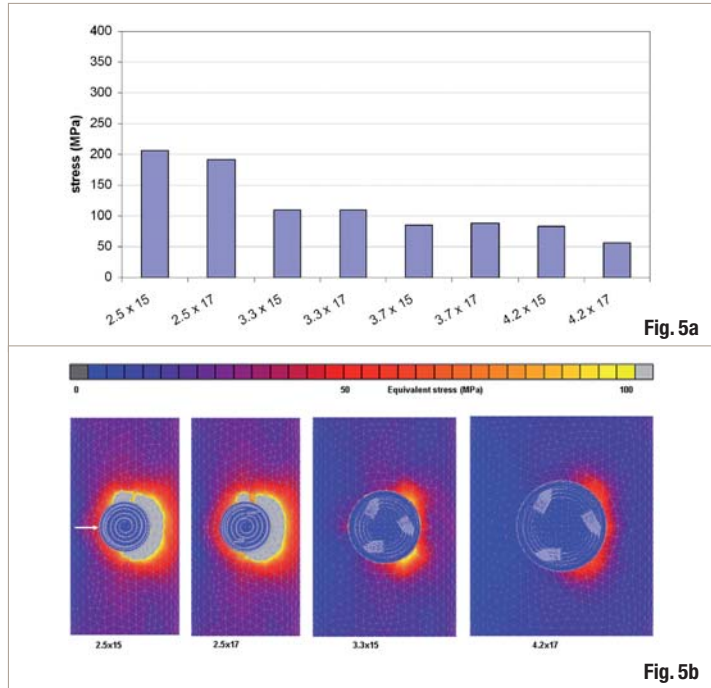 400
350
300
250
200
150
100
50
0
stress (MPa)
2.5 x 15
2.5 x 17
3.3 x 15
3.3 x 17
3.7 x 15
3.7 x 17
4.2 x 15
4.2 x 17
Fig. 5a
0 50 Equivalent stress (MPa) 100
2.5x15 2.5x17 3.3x15 4.2x17
Fig. 5b